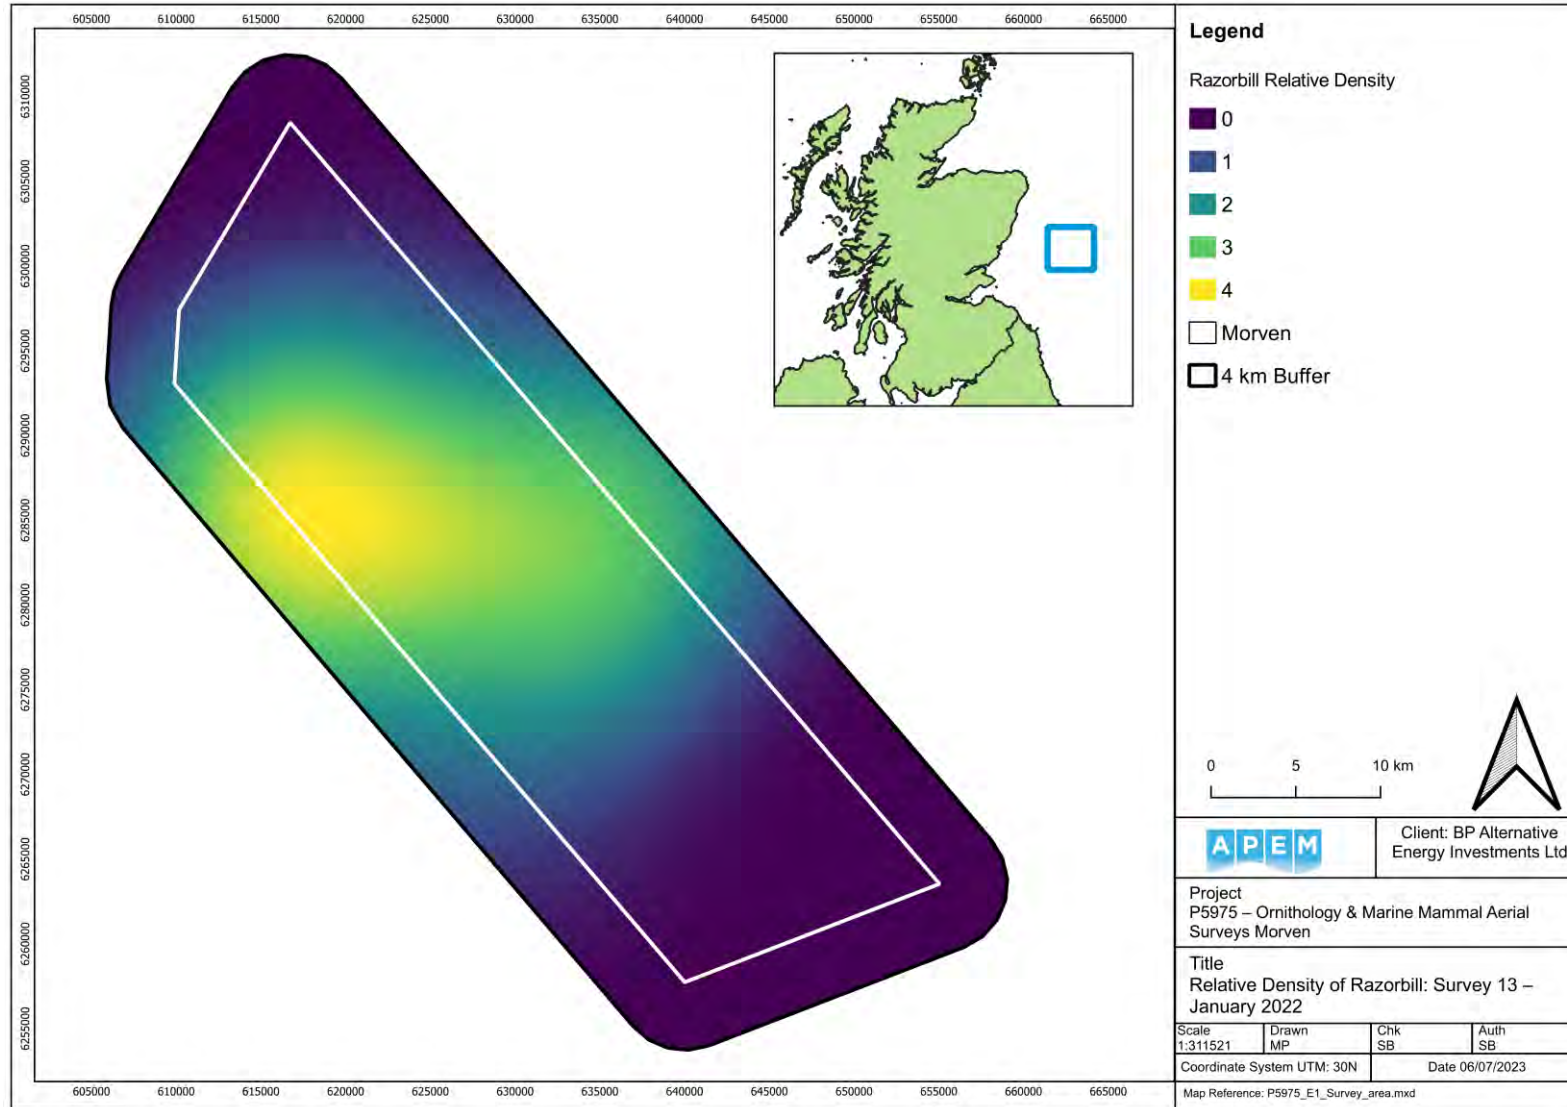 605000 610000 615000 620000 625000 630000 635000 640000 645000 650000 655000 660000 665000
6310000
6305000
6300000
6295000
6290000
6285000
6280000
6275000
6270000
6265000
6260000
6255000
605000 610000 615000 620000 625000 630000 635000 640000 645000 650000 655000 660000 665000
Legend
Razorbill Relative Density
0
1
2
3
4
Morven
4 km Buffer
0 5 10 km
APEM
Client: BP Alternative
Energy Investments Ltd
Project
P5975 – Ornithology & Marine Mammal Aerial
Surveys Morven
Title
Relative Density of Razorbill: Survey 13 –
January 2022
Scale Drawn Chk Auth
1:311521 MP SB SB
Coordinate System UTM: 30N Date 06/07/2023
Map Reference: P5975_E1_Survey_area.mxd